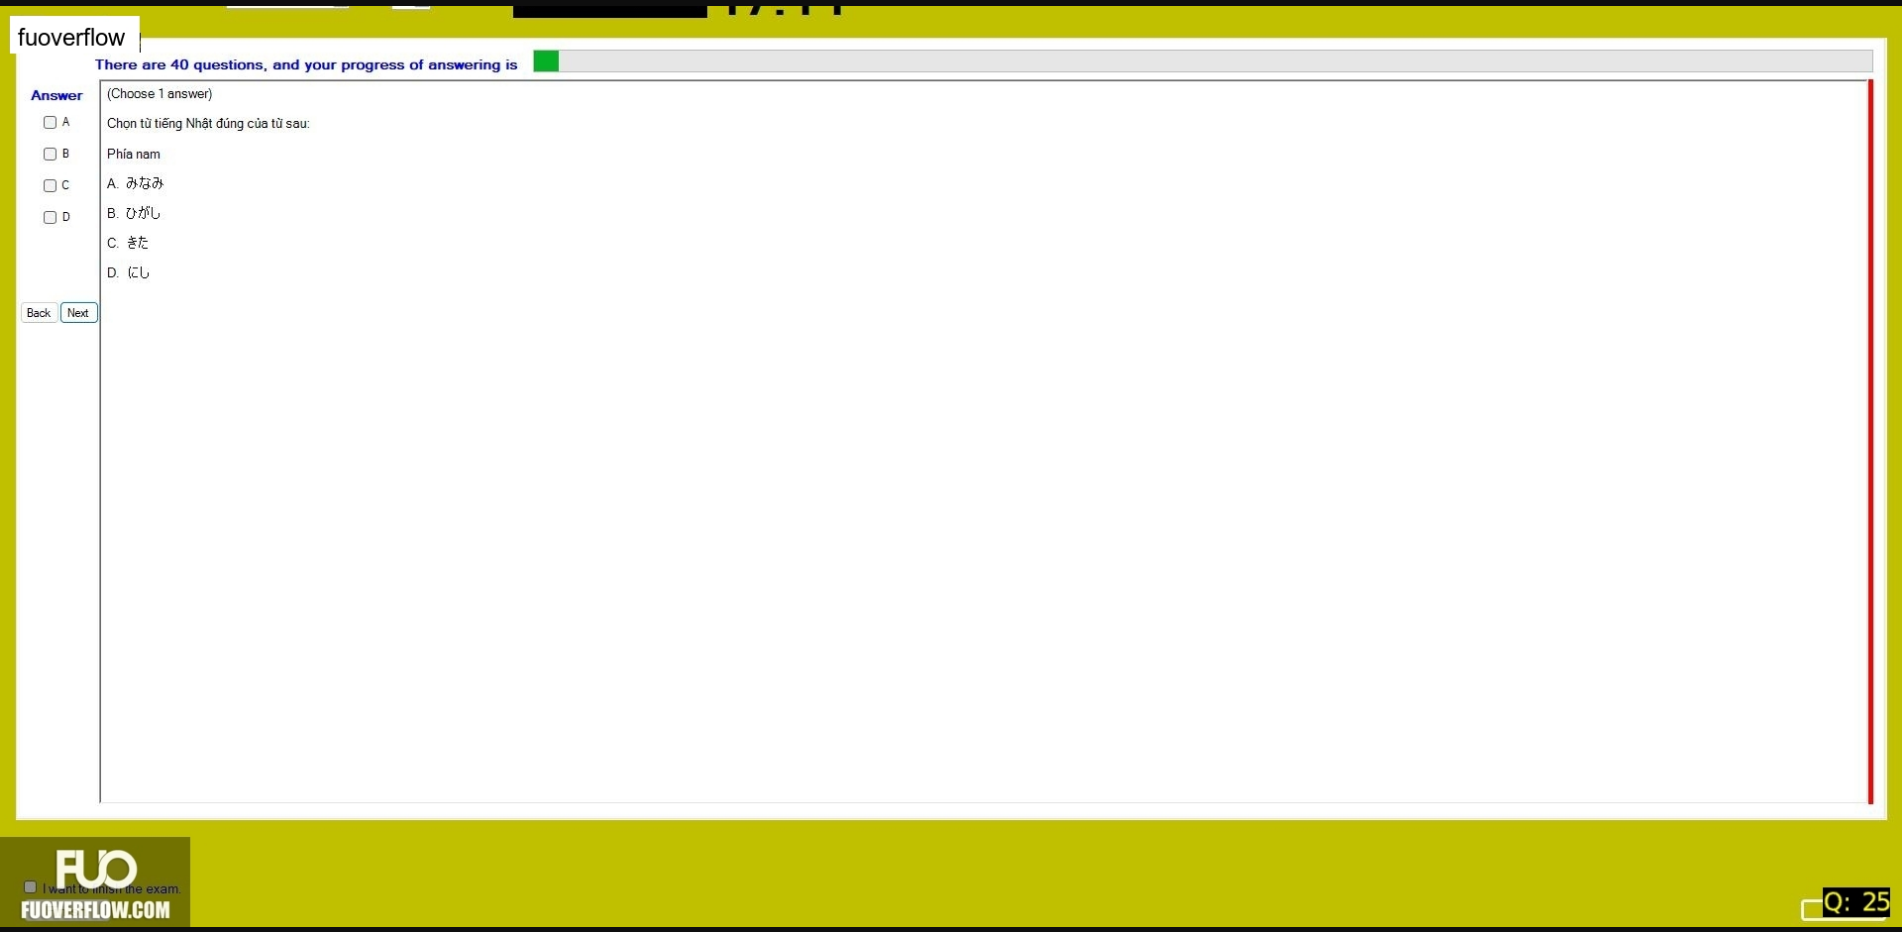 fuoverflow
There are 40 questions, and your progress of answering is
Answer
(Choose 1 answer)
A
Chọn từ tiếng Nhật đúng của từ sau:
B
Phía nam
C
A. みなみ
D
B. ひがし
C. きた
D. にし
Back Next
FUO
I want to finish the exam.
FUOVERFLOW.COM
Q: 25